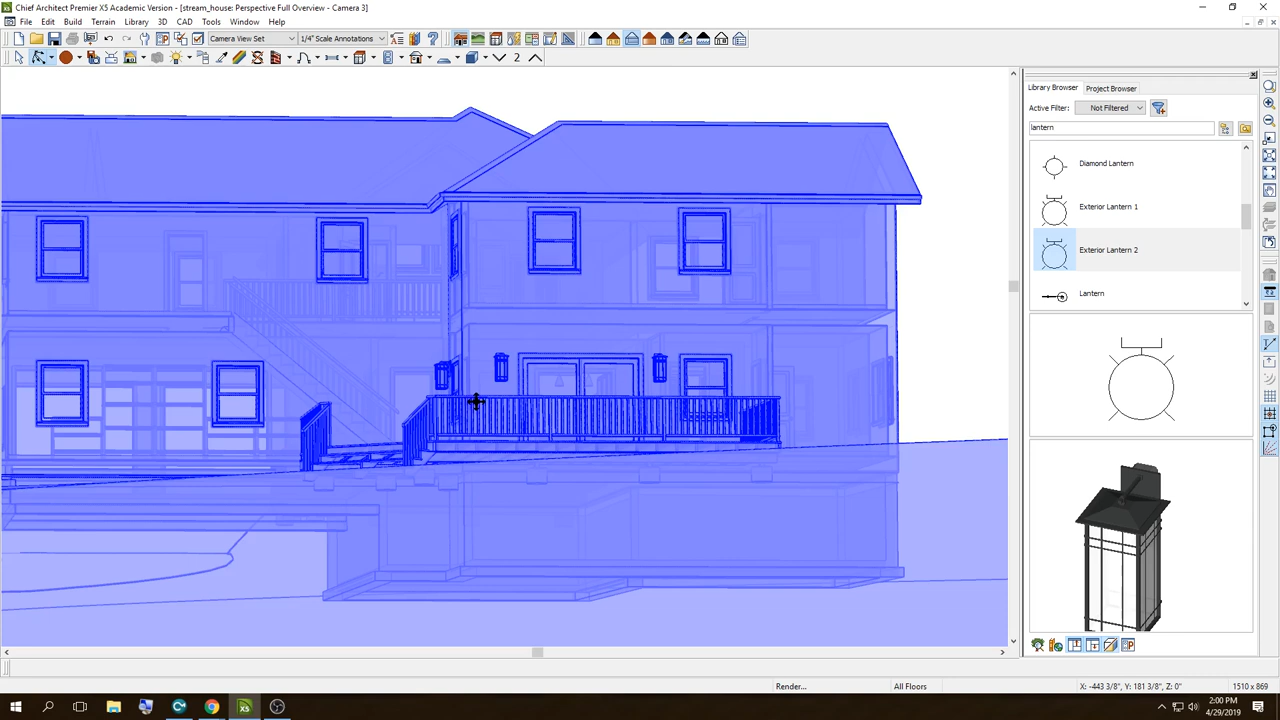 Chief Architect Premier X5 Academic Version - [stream_house: Perspective Full Overview - Camera 3]
File Edit Build Terrain Library 3D CAD Tools Window Help
Camera View Set
1/4" Scale Annotations
2
Library Browser Project Browser
Active Filter: Not Filtered
lantern
Diamond Lantern
Exterior Lantern 1
Exterior Lantern 2
Lantern
Render...
All Floors
X: -443 3/8", Y: 181 3/8", Z: 0"
1510 x 869
X5
2:00 PM
4/29/2019